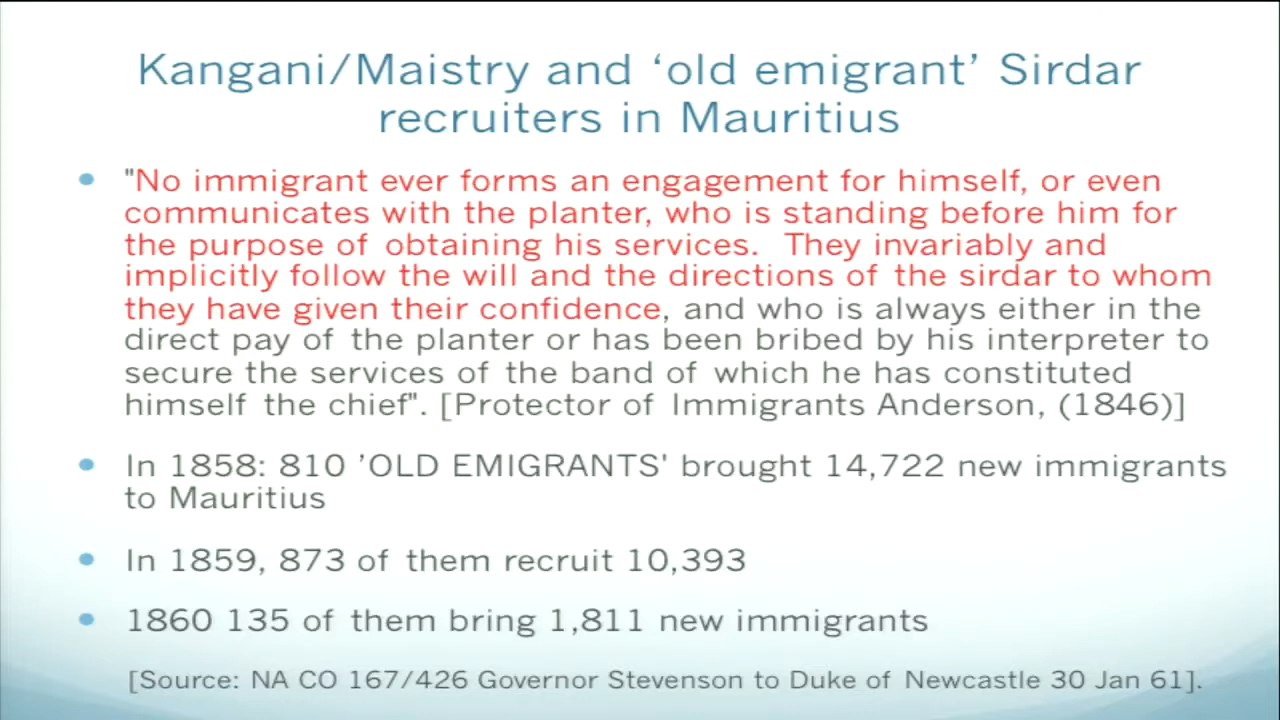 Kangani/Maistry and ‘old emigrant’ Sirdar
recruiters in Mauritius
• "No immigrant ever forms an engagement for himself, or even
communicates with the planter, who is standing before him for
the purpose of obtaining his services.  They invariably and
implicitly follow the will and the directions of the sirdar to whom
they have given their confidence, and who is always either in the
direct pay of the planter or has been bribed by his interpreter to
secure the services of the band of which he has constituted
himself the chief". [Protector of Immigrants Anderson, (1846)]
• In 1858: 810 ’OLD EMIGRANTS' brought 14,722 new immigrants
to Mauritius
• In 1859, 873 of them recruit 10,393
• 1860 135 of them bring 1,811 new immigrants
[Source: NA CO 167/426 Governor Stevenson to Duke of Newcastle 30 Jan 61].